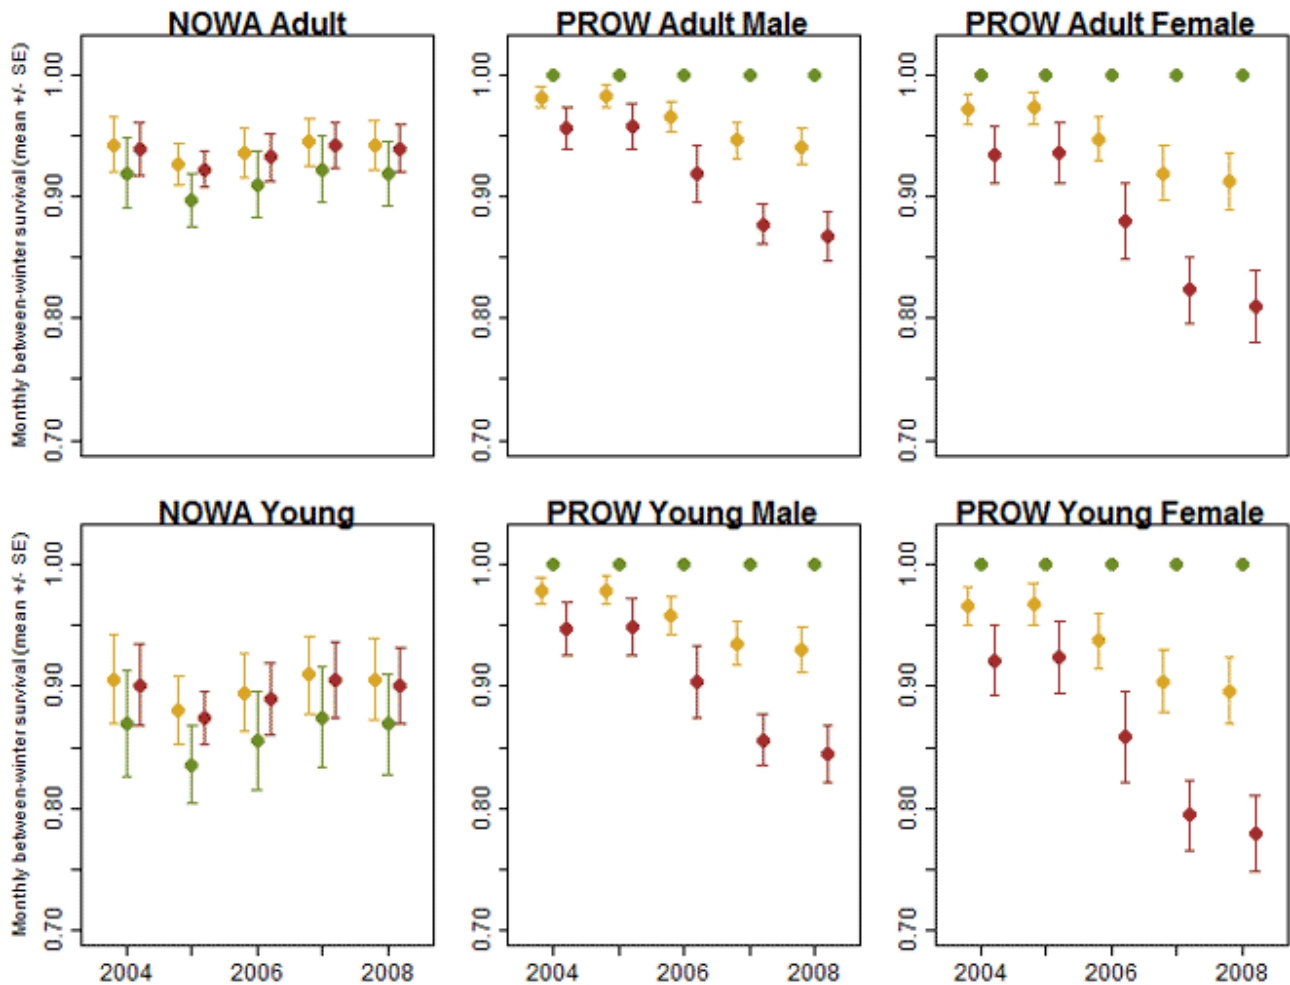 NOWA Adult PROW Adult Male PROW Adult Female
Monthly between-winter survival (mean +/- SE)
1.00 1.00 1.00
0.90 0.90 0.90
0.80 0.80 0.80
0.70 0.70 0.70
NOWA Young PROW Young Male PROW Young Female
Monthly between-winter survival (mean +/- SE)
1.00 1.00 1.00
0.90 0.90 0.90
0.80 0.80 0.80
0.70 0.70 0.70
2004 2006 2008 2004 2006 2008 2004 2006 2008